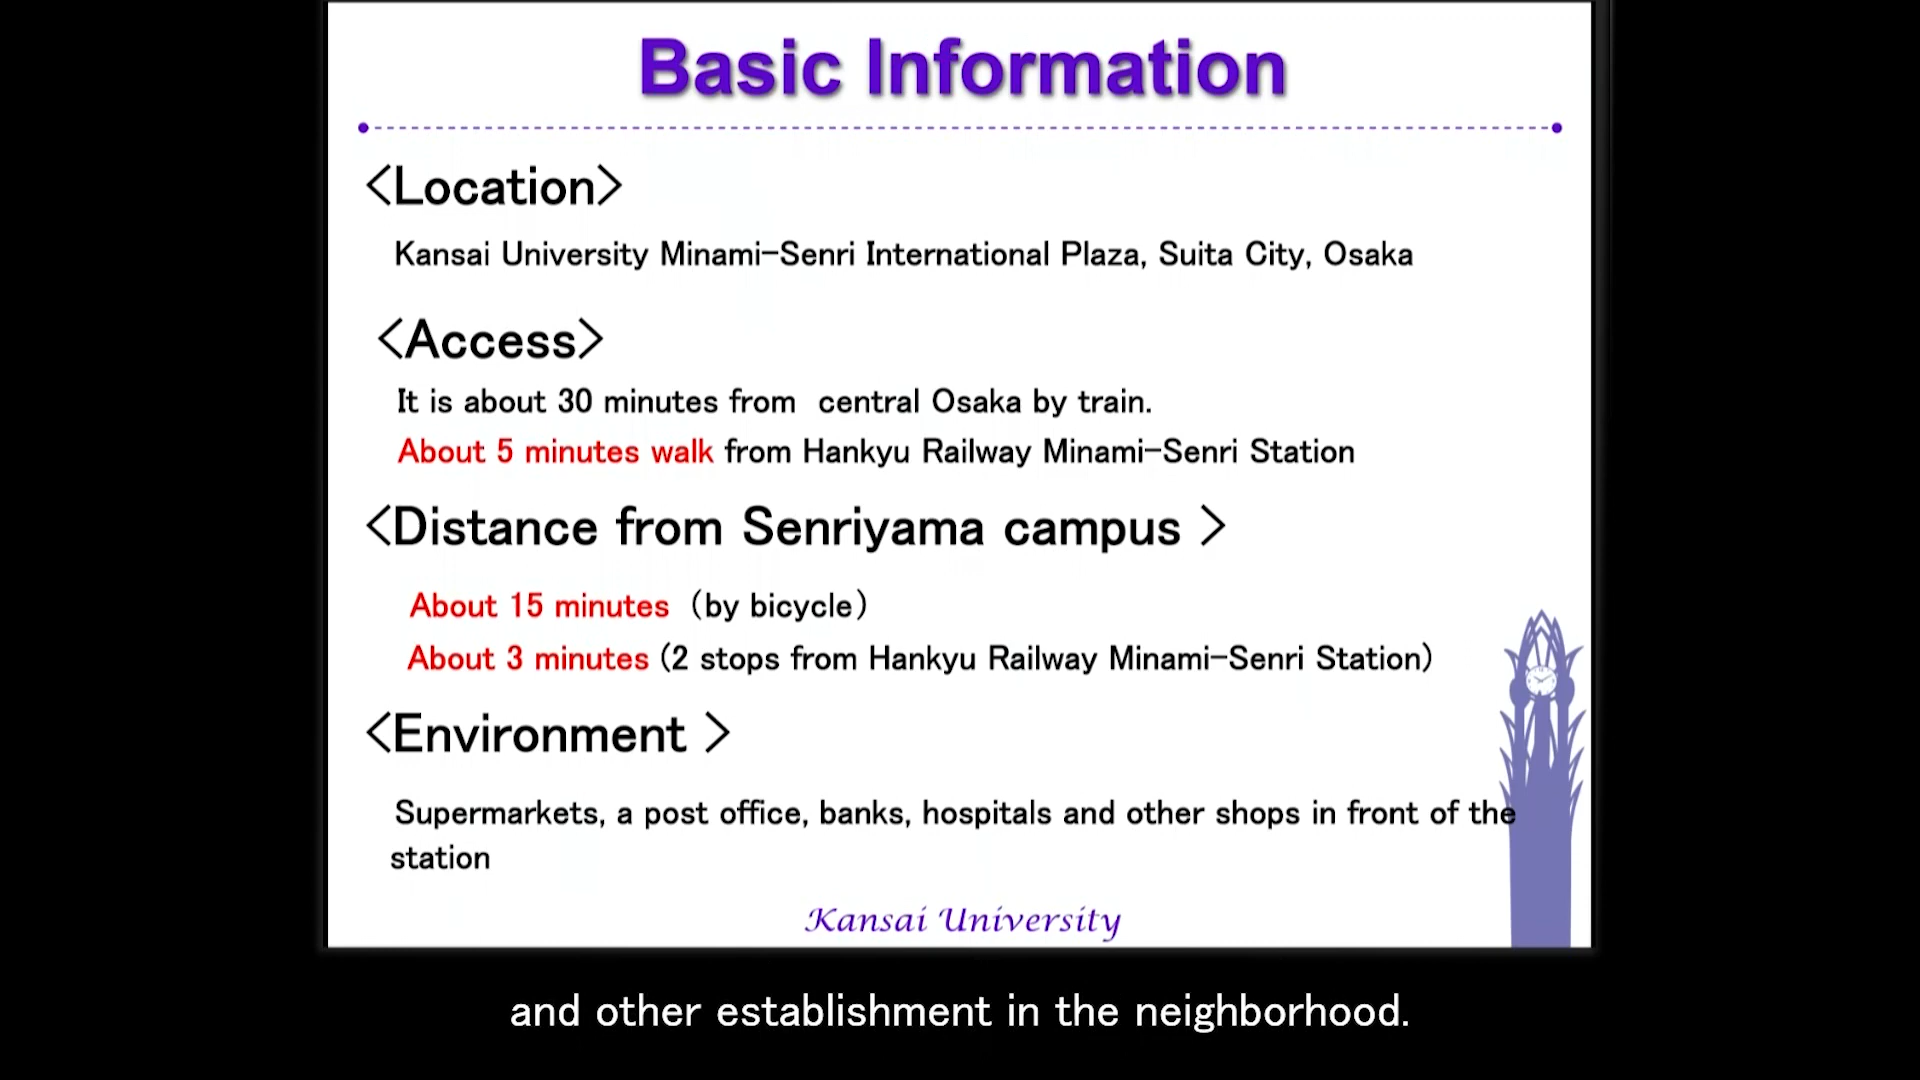 Basic Information
<Location>
Kansai University Minami-Senri International Plaza, Suita City, Osaka
<Access>
It is about 30 minutes from  central Osaka by train.
About 5 minutes walk from Hankyu Railway Minami-Senri Station
<Distance from Senriyama campus >
About 15 minutes (by bicycle)
About 3 minutes (2 stops from Hankyu Railway Minami-Senri Station)
<Environment >
Supermarkets, a post office, banks, hospitals and other shops in front of the
station
Kansai University
and other establishment in the neighborhood.